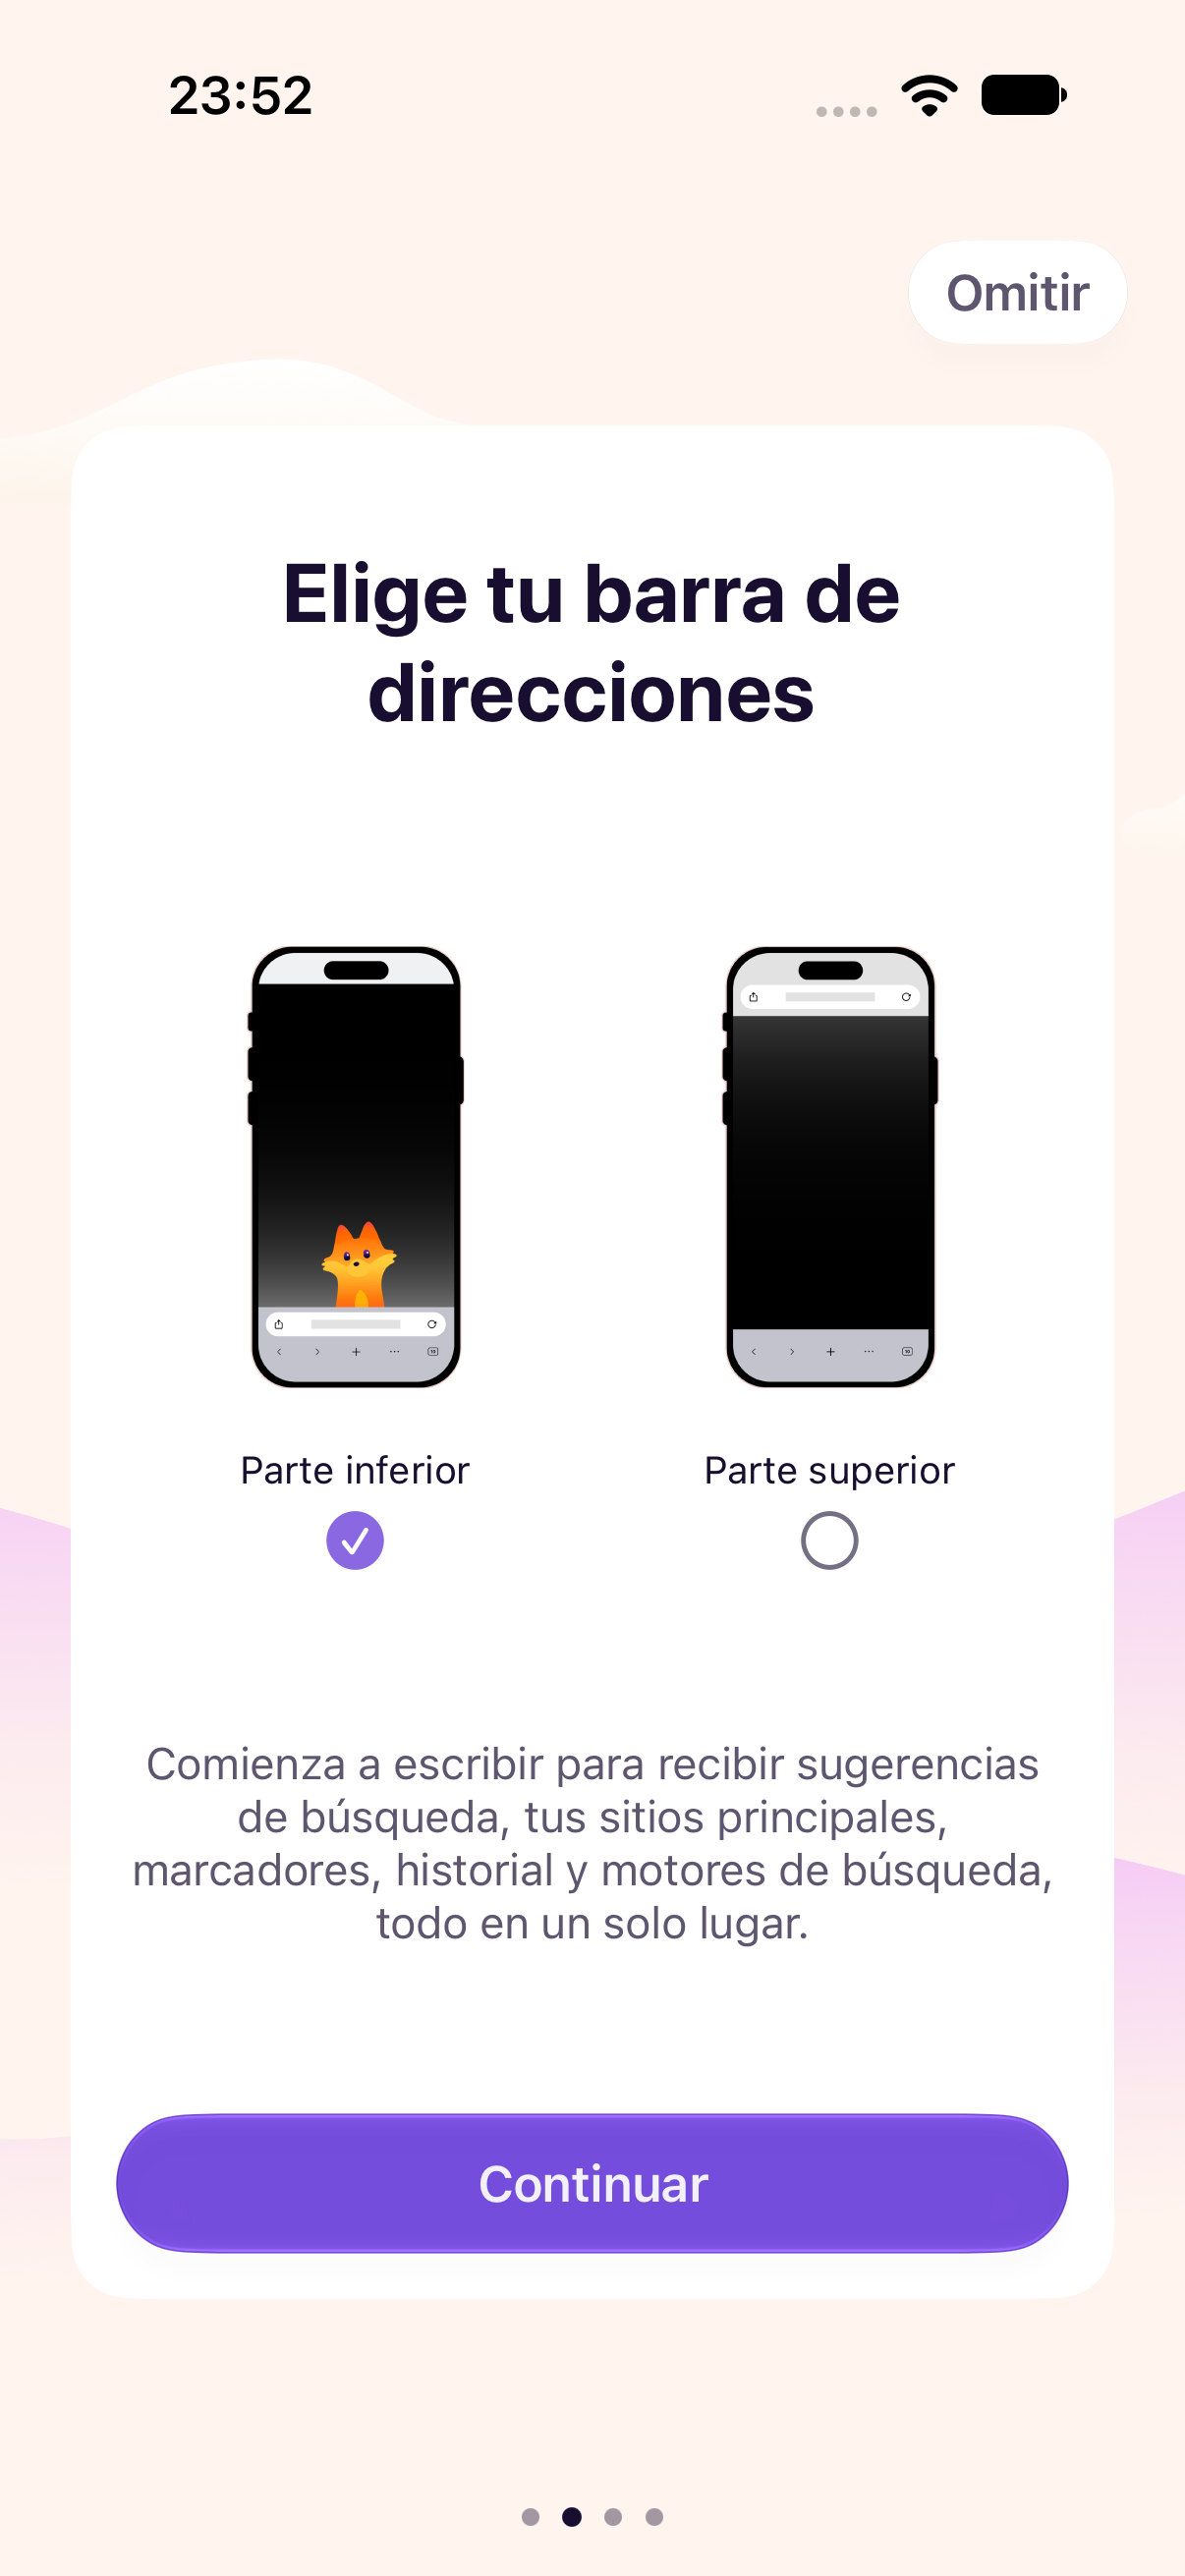 23:52
Omitir
Elige tu barra de
direcciones
Parte inferior
Parte superior
Comienza a escribir para recibir sugerencias
de búsqueda, tus sitios principales,
marcadores, historial y motores de búsqueda,
todo en un solo lugar.
Continuar